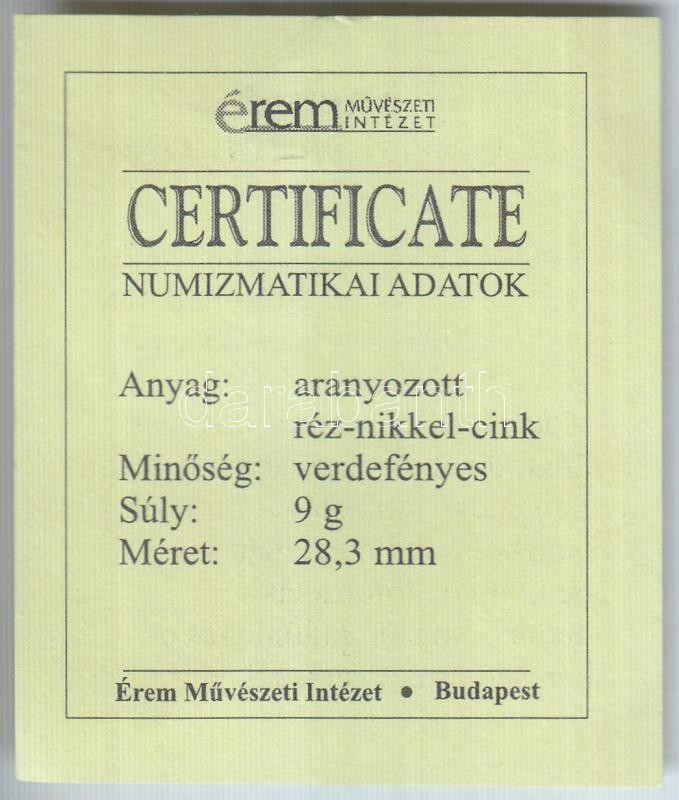 érem MŰVÉSZETI
INTÉZET
CERTIFICATE
NUMIZMATIKAI ADATOK
Anyag: aranyozott
réz-nikkel-cink
Minőség: verdefényes
Súly: 9 g
Méret: 28,3 mm
darabanth
Érem Művészeti Intézet • Budapest